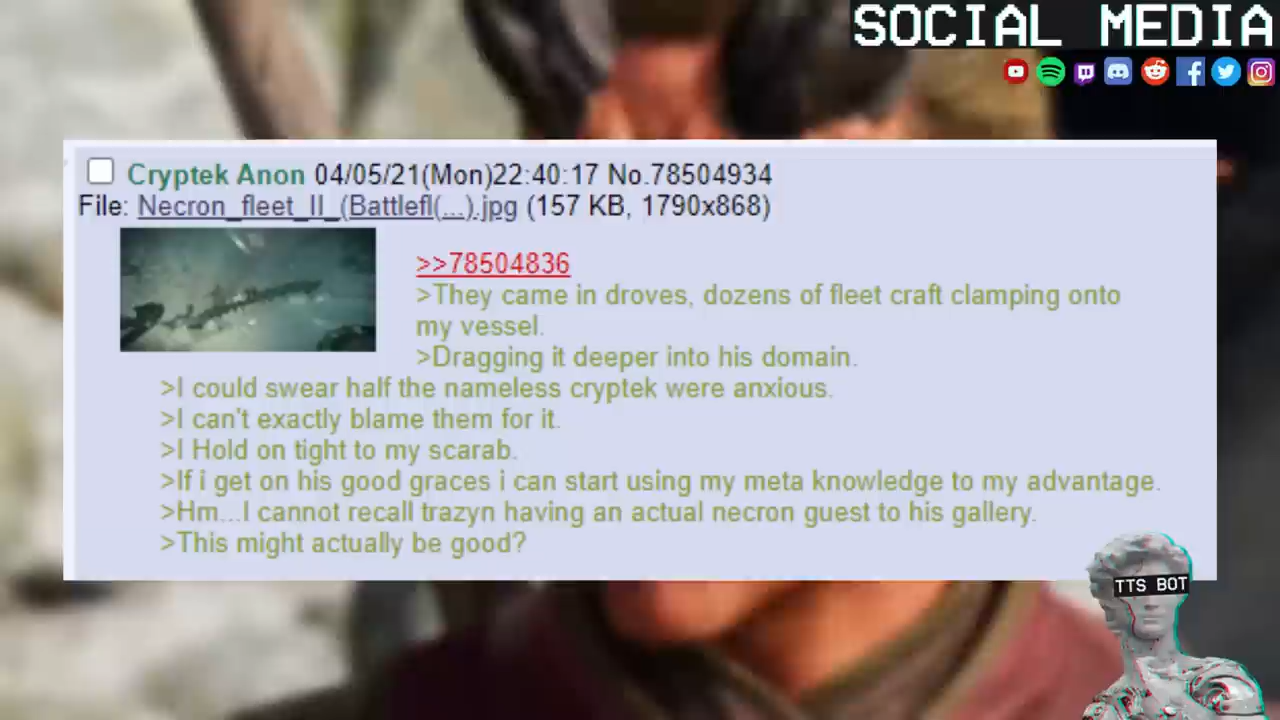 SOCIAL MEDIA
Cryptek Anon 04/05/21(Mon)22:40:17 No.78504934
File: Necron_fleet_II_(Battlefl(...).jpg (157 KB, 1790x868)
>>78504836
>They came in droves, dozens of fleet craft clamping onto
my vessel.
>Dragging it deeper into his domain.
>I could swear half the nameless cryptek were anxious.
>I can't exactly blame them for it.
>I Hold on tight to my scarab.
>If i get on his good graces i can start using my meta knowledge to my advantage.
>Hm...I cannot recall trazyn having an actual necron guest to his gallery.
>This might actually be good?
TTS BOT